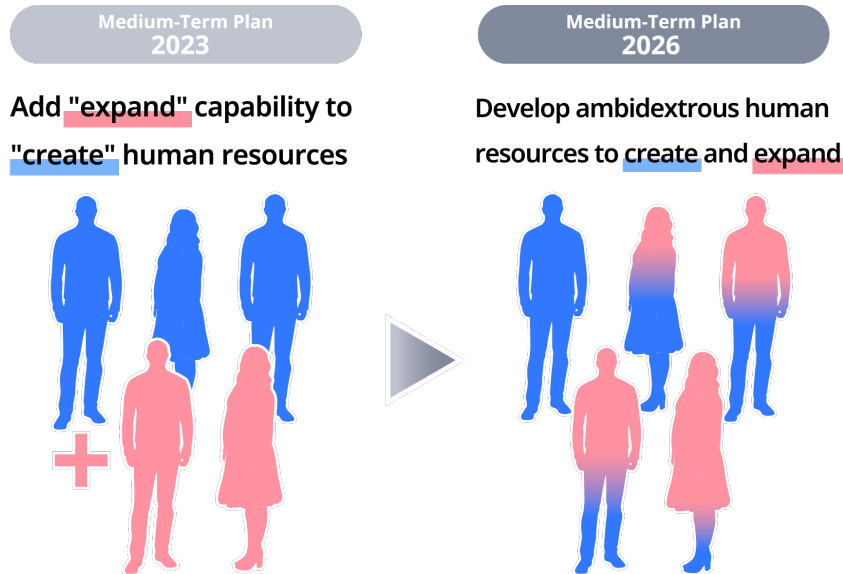 Medium-Term Plan
2023
Add "expand" capability to
"create" human resources
Medium-Term Plan
2026
Develop ambidextrous human
resources to create and expand